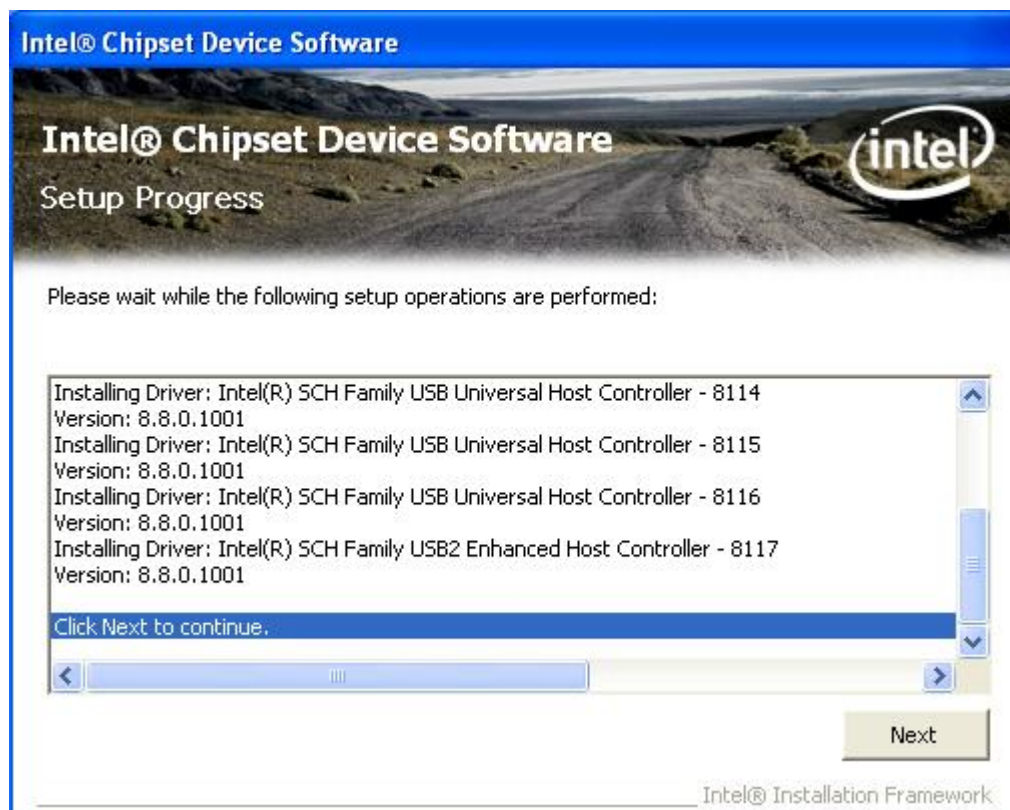 Intel® Chipset Device Software
Intel® Chipset Device Software
intel
Setup Progress
Please wait while the following setup operations are performed:
Installing Driver: Intel(R) SCH Family USB Universal Host Controller - 8114
Version: 8.8.0.1001
Installing Driver: Intel(R) SCH Family USB Universal Host Controller - 8115
Version: 8.8.0.1001
Installing Driver: Intel(R) SCH Family USB Universal Host Controller - 8116
Version: 8.8.0.1001
Installing Driver: Intel(R) SCH Family USB2 Enhanced Host Controller - 8117
Version: 8.8.0.1001
Click Next to continue.
Next
Intel® Installation Framework